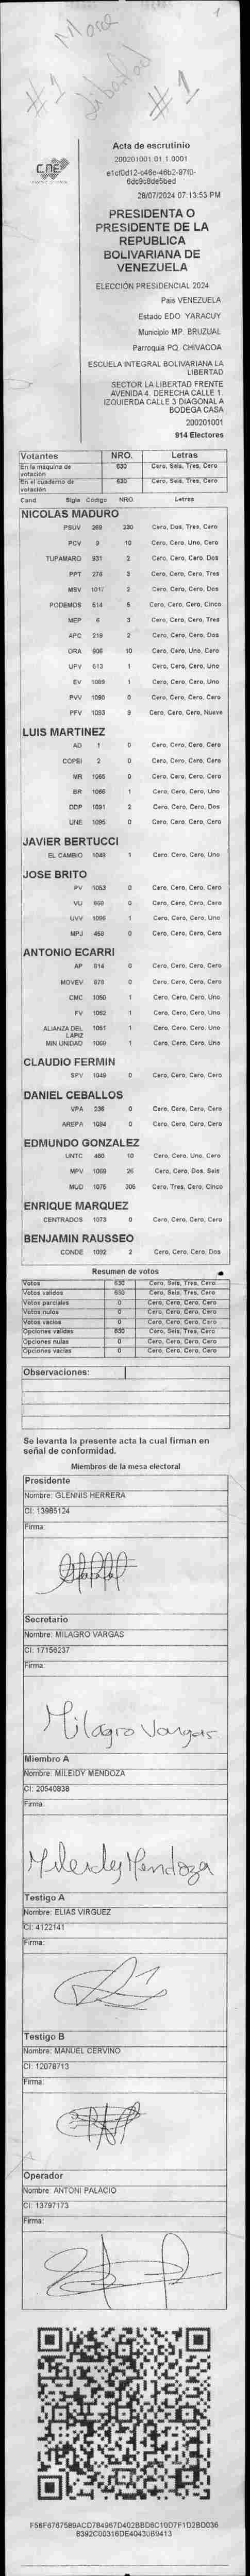 1
#1
Mora
Libertad
#1
Acta de escrutinio
200201001.01.1.0001
28/07/2024 07:13:53 PM
CNE
PRESIDENTA O
PRESIDENTE DE LA
REPUBLICA
BOLIVARIANA DE
VENEZUELA
ELECCIÓN PRESIDENCIAL 2024
Pais VENEZUELA
Estado EDO. YARACUY
Municipio MP. BRUZUAL
Parroquia PQ. CHIVACOA
ESCUELA INTEGRAL BOLIVARIANA LA
LIBERTAD
SECTOR LA LIBERTAD FRENTE
AVENIDA 4. DERECHA CALLE 1.
IZQUIERDA CALLE 3 DIAGONAL A
BODEGA CASA
200201001
914 Electores
Votantes NRO. Letras
En la máquina de votación 630 Cero, Seis, Tres, Cero
En el cuaderno de votación 630 Cero, Seis, Tres, Cero
Cand. Sigla Código NRO. Letras
NICOLAS MADURO
PSUV 269 230 Cero, Dos, Tres, Cero
PCV 9 10 Cero, Cero, Uno, Cero
TUPAMARO 931 2 Cero, Cero, Cero, Dos
PPT 276 3 Cero, Cero, Cero, Tres
MSV 1017 2 Cero, Cero, Cero, Dos
PODEMOS 514 5 Cero, Cero, Cero, Cinco
MEP 6 3 Cero, Cero, Cero, Tres
APC 219 2 Cero, Cero, Cero, Dos
ORA 906 10 Cero, Cero, Uno, Cero
UPV 613 1 Cero, Cero, Cero, Uno
EV 1089 1 Cero, Cero, Cero, Uno
PVV 1090 0 Cero, Cero, Cero, Cero
PFV 1093 9 Cero, Cero, Cero, Nueve
LUIS MARTINEZ
AD 1 0 Cero, Cero, Cero, Cero
COPEI 2 0 Cero, Cero, Cero, Cero
MR 1065 0 Cero, Cero, Cero, Cero
BR 1066 1 Cero, Cero, Cero, Uno
DDP 1091 2 Cero, Cero, Cero, Dos
UNE 1095 0 Cero, Cero, Cero, Cero
JAVIER BERTUCCI
EL CAMBIO 1048 1 Cero, Cero, Cero, Uno
JOSE BRITO
PV 1053 0 Cero, Cero, Cero, Cero
VU 0 Cero, Cero, Cero, Cero
UVV 1096 1 Cero, Cero, Cero, Uno
MPJ 459 0 Cero, Cero, Cero, Cero
ANTONIO ECARRI
AP 814 0 Cero, Cero, Cero, Cero
MOVEV 878 0 Cero, Cero, Cero, Cero
CMC 1050 1 Cero, Cero, Cero, Uno
FV 1052 1 Cero, Cero, Cero, Uno
ALIANZA DEL LAPIZ 1051 1 Cero, Cero, Cero, Uno
MIN UNIDAD 1069 1 Cero, Cero, Cero, Uno
CLAUDIO FERMIN
SPV 1049 0 Cero, Cero, Cero, Cero
DANIEL CEBALLOS
VPA 236 0 Cero, Cero, Cero, Cero
AREPA 1094 0 Cero, Cero, Cero, Cero
EDMUNDO GONZALEZ
UNTC 480 10 Cero, Cero, Uno, Cero
MPV 1069 26 Cero, Cero, Dos, Seis
MUD 1075 305 Cero, Tres, Cero, Cinco
ENRIQUE MARQUEZ
CENTRADOS 1073 0 Cero, Cero, Cero, Cero
BENJAMIN RAUSSEO
CONDE 1092 2 Cero, Cero, Cero, Dos
Resumen de votos
Votos 630 Cero, Seis, Tres, Cero
Votos validos 630 Cero, Seis, Tres, Cero
Votos parciales 0 Cero, Cero, Cero, Cero
Votos nulos 0 Cero, Cero, Cero, Cero
Votos vacios 0 Cero, Cero, Cero, Cero
Opciones validas 630 Cero, Seis, Tres, Cero
Opciones nulas 0 Cero, Cero, Cero, Cero
Opciones vacias 0 Cero, Cero, Cero, Cero
Observaciones:
Se levanta la presente acta la cual firman en
señal de conformidad.
Miembros de la mesa electoral
Presidente
Nombre: GLENNIS HERRERA
CI: 13985124
Firma:
Secretario
Nombre: MILAGRO VARGAS
CI: 17156237
Firma:
Milagro Vargas
Miembro A
Nombre: MILEIDY MENDOZA
CI: 20540838
Firma:
Mileidy Mendoza
Testigo A
Nombre: ELIAS VIRGUEZ
CI: 4122141
Firma:
Testigo B
Nombre: MANUEL CERVINO
CI: 12078713
Firma:
Operador
Nombre: ANTONI PALACIO
CI: 13797173
Firma: